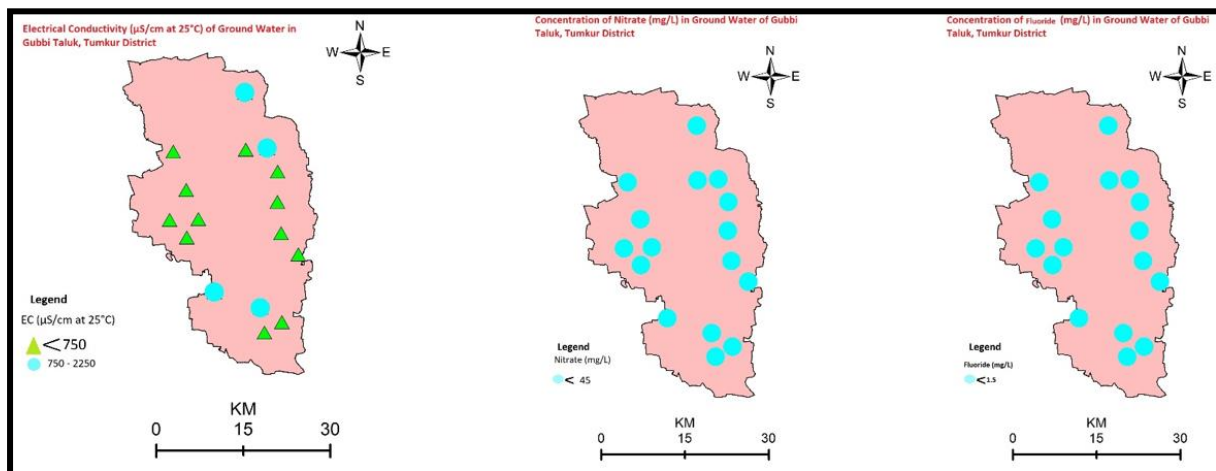 Electrical Conductivity (µS/cm at 25°C) of Ground Water in
Gubbi Taluk, Tumkur District
N
W E
S
Legend
EC (µS/cm at 25°C)
<750
750 - 2250
KM
0 15 30
Concentration of Nitrate (mg/L) in Ground Water of Gubbi
Taluk, Tumkur District
N
W E
S
Legend
Nitrate (mg/L)
< 45
KM
0 15 30
Concentration of Fluoride (mg/L) in Ground Water of Gubbi
Taluk, Tumkur District
N
W E
S
Legend
Fluoride (mg/L)
<1.5
KM
0 15 30